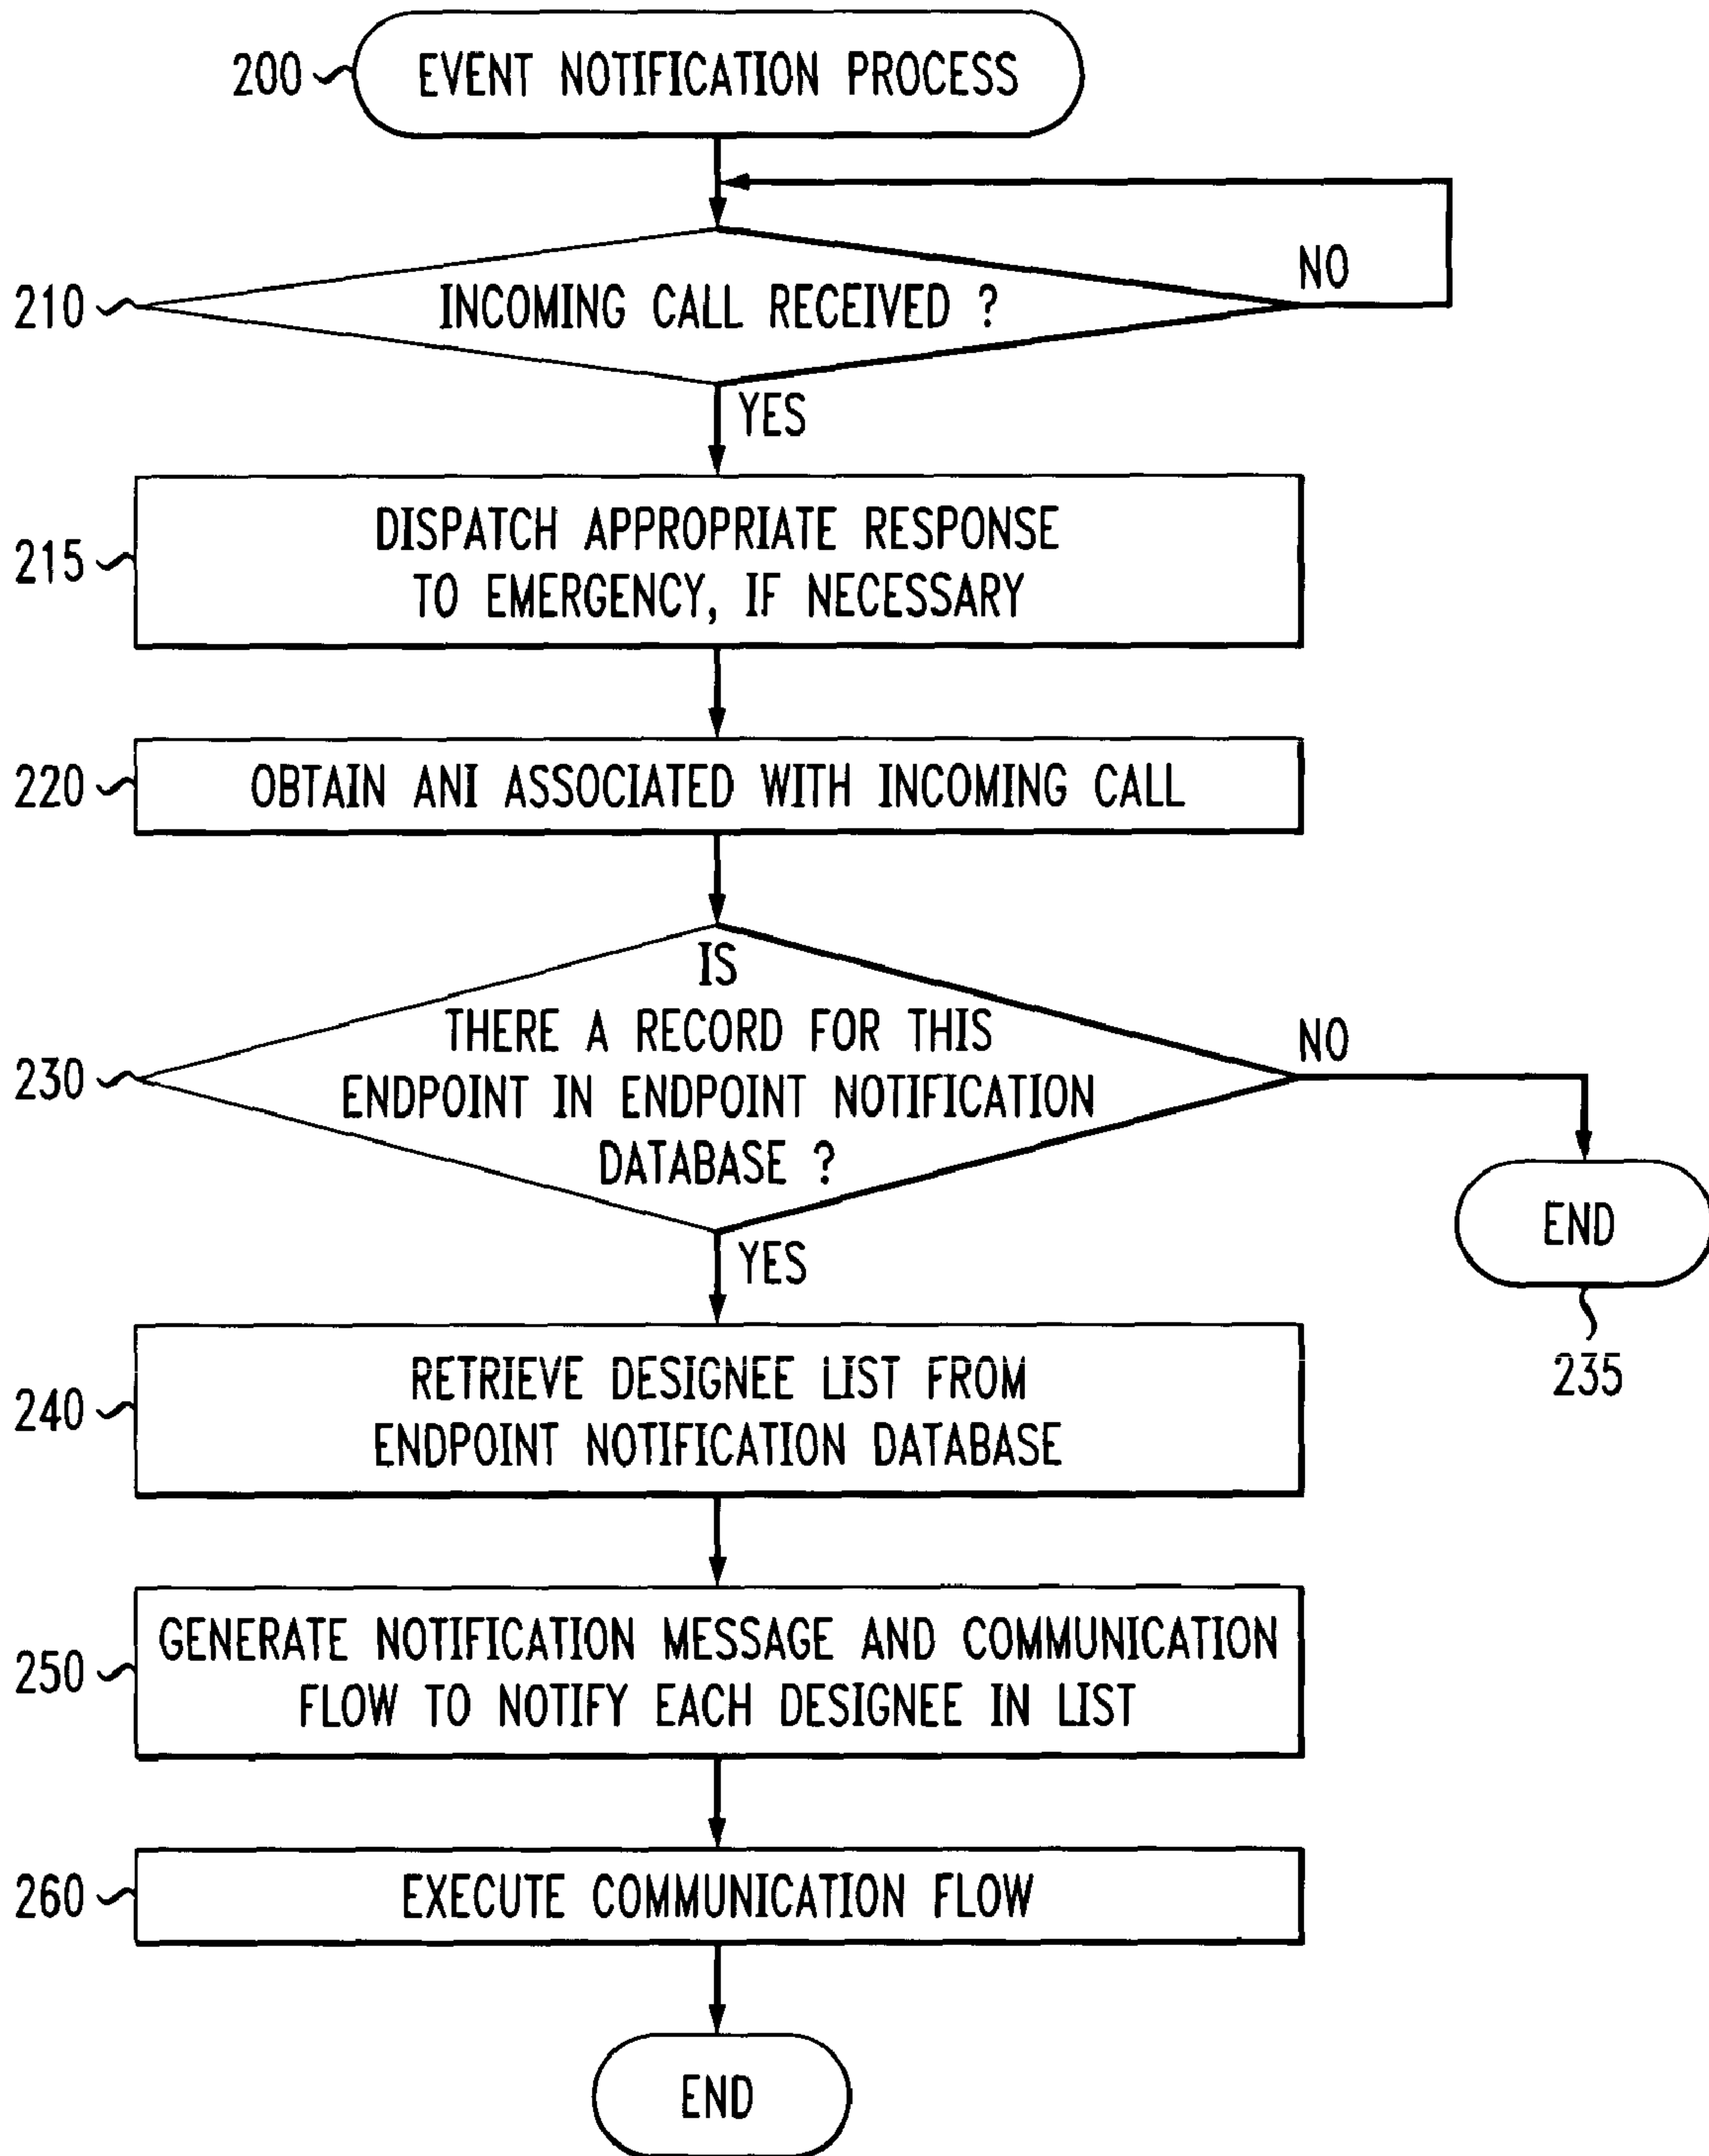 200
EVENT NOTIFICATION PROCESS
210
INCOMING CALL RECEIVED ?
NO
YES
215
DISPATCH APPROPRIATE RESPONSE
TO EMERGENCY, IF NECESSARY
220
OBTAIN ANI ASSOCIATED WITH INCOMING CALL
230
IS
THERE A RECORD FOR THIS
ENDPOINT IN ENDPOINT NOTIFICATION
DATABASE ?
NO
END
235
YES
240
RETRIEVE DESIGNEE LIST FROM
ENDPOINT NOTIFICATION DATABASE
250
GENERATE NOTIFICATION MESSAGE AND COMMUNICATION
FLOW TO NOTIFY EACH DESIGNEE IN LIST
260
EXECUTE COMMUNICATION FLOW
END